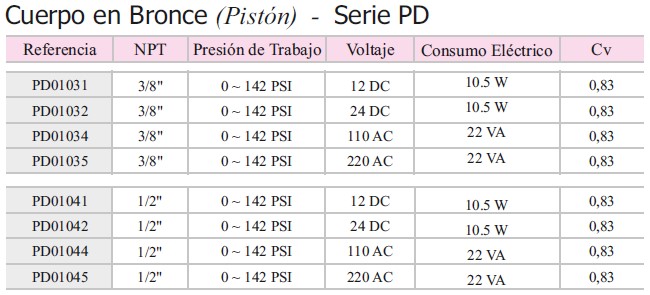 Cuerpo en Bronce (Pistón) - Serie PD
Referencia NPT Presión de Trabajo Voltaje Consumo Eléctrico Cv
PD01031 3/8" 0 ~ 142 PSI 12 DC 10.5 W 0,83
PD01032 3/8" 0 ~ 142 PSI 24 DC 10.5 W 0,83
PD01034 3/8" 0 ~ 142 PSI 110 AC 22 VA 0,83
PD01035 3/8" 0 ~ 142 PSI 220 AC 22 VA 0,83
PD01041 1/2" 0 ~ 142 PSI 12 DC 10.5 W 0,83
PD01042 1/2" 0 ~ 142 PSI 24 DC 10.5 W 0,83
PD01044 1/2" 0 ~ 142 PSI 110 AC 22 VA 0,83
PD01045 1/2" 0 ~ 142 PSI 220 AC 22 VA 0,83